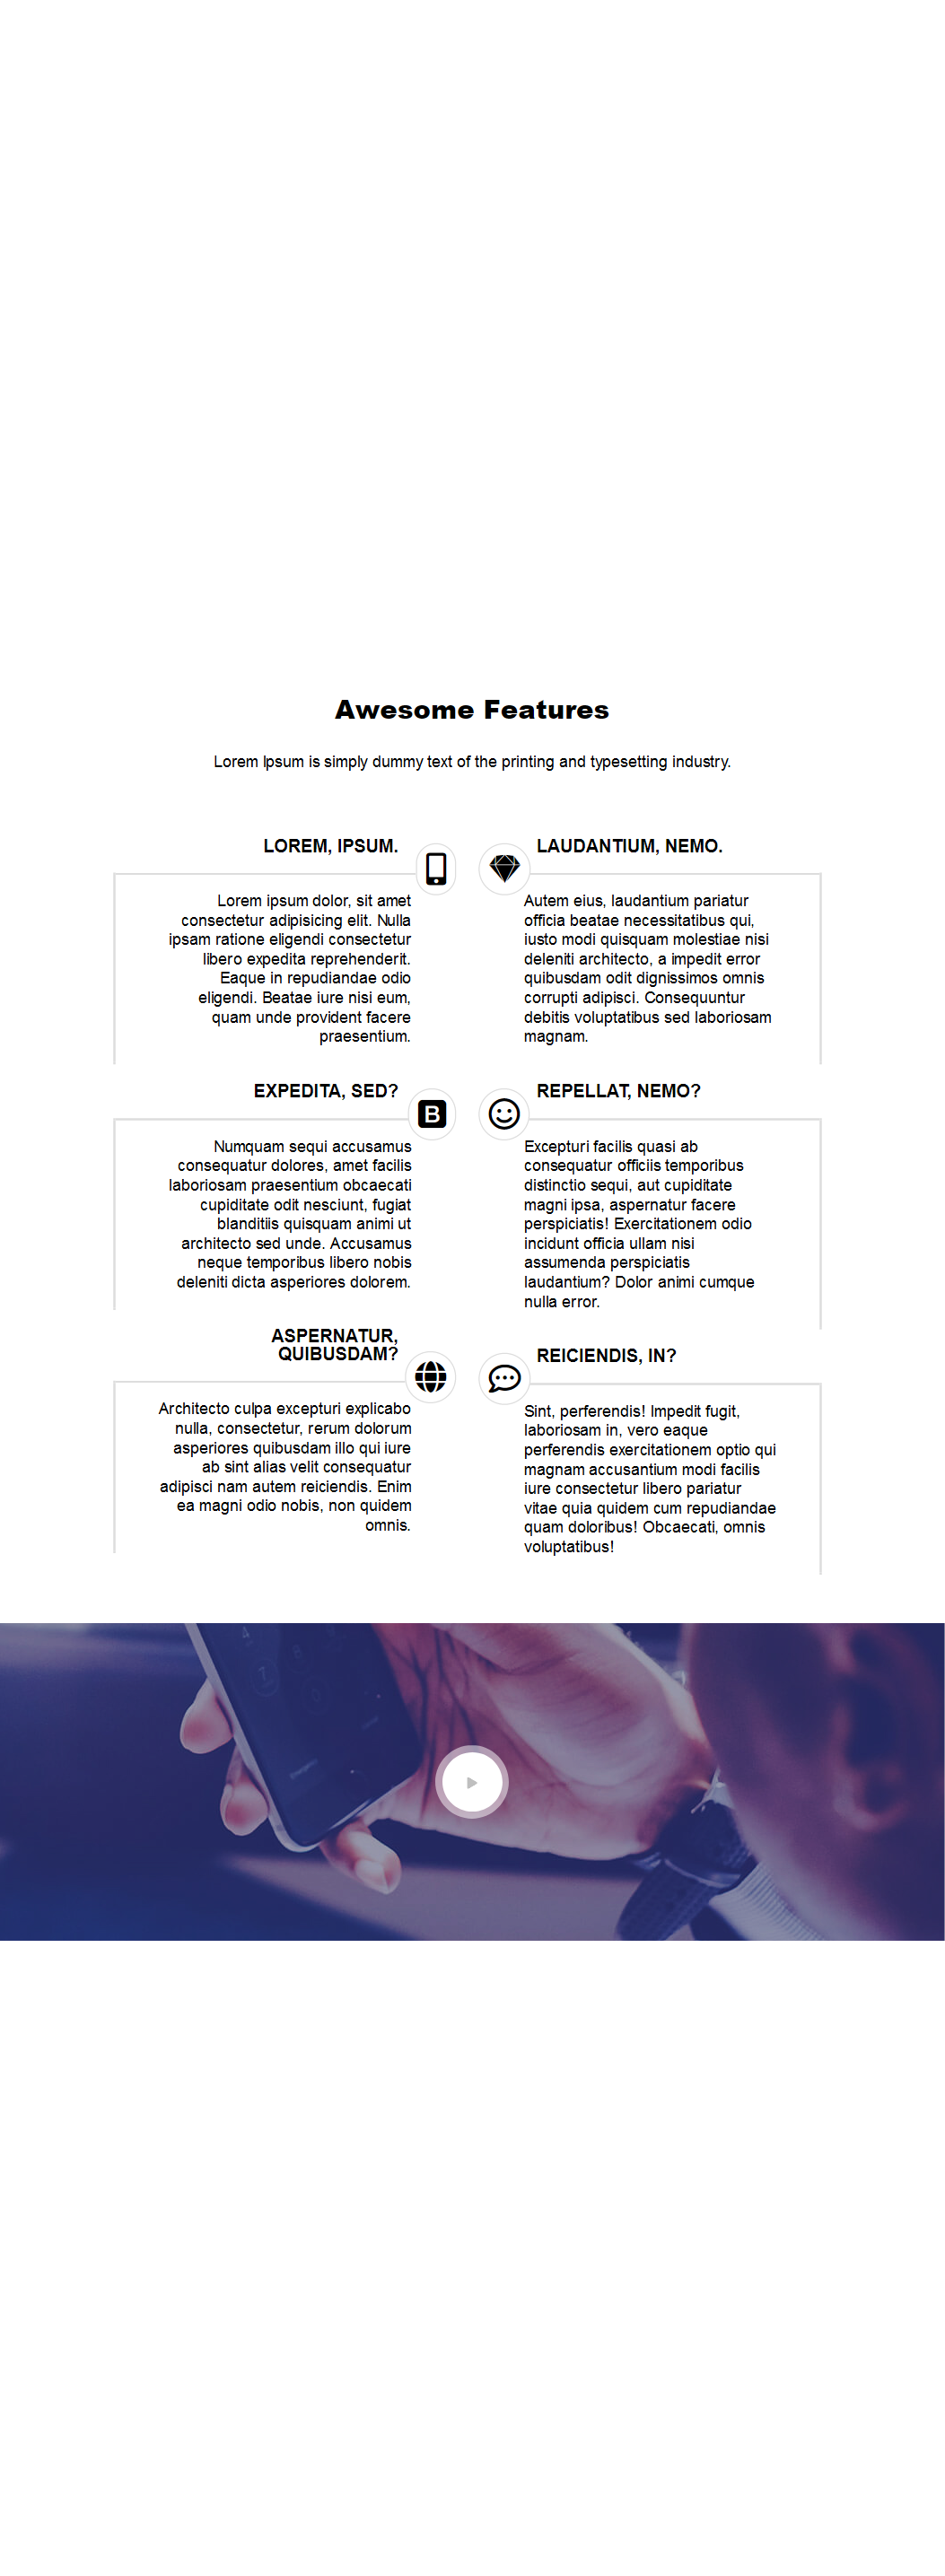 Awesome Features
Lorem Ipsum is simply dummy text of the printing and typesetting industry.
LOREM, IPSUM.
Lorem ipsum dolor, sit amet
consectetur adipisicing elit. Nulla
ipsam ratione eligendi consectetur
libero expedita reprehenderit.
Eaque in repudiandae odio
eligendi. Beatae iure nisi eum,
quam unde provident facere
praesentium.
LAUDANTIUM, NEMO.
Autem eius, laudantium pariatur
officia beatae necessitatibus qui,
iusto modi quisquam molestiae nisi
deleniti architecto, a impedit error
quibusdam odit dignissimos omnis
corrupti adipisci. Consequuntur
debitis voluptatibus sed laboriosam
magnam.
EXPEDITA, SED?
B
Numquam sequi accusamus
consequatur dolores, amet facilis
laboriosam praesentium obcaecati
cupiditate odit nesciunt, fugiat
blanditiis quisquam animi ut
architecto sed unde. Accusamus
neque temporibus libero nobis
deleniti dicta asperiores dolorem.
REPELLAT, NEMO?
Excepturi facilis quasi ab
consequatur officiis temporibus
distinctio sequi, aut cupiditate
magni ipsa, aspernatur facere
perspiciatis! Exercitationem odio
incidunt officia ullam nisi
assumenda perspiciatis
laudantium? Dolor animi cumque
nulla error.
ASPERNATUR,
QUIBUSDAM?
Architecto culpa excepturi explicabo
nulla, consectetur, rerum dolorum
asperiores quibusdam illo qui iure
ab sint alias velit consequatur
adipisci nam autem reiciendis. Enim
ea magni odio nobis, non quidem
omnis.
REICIENDIS, IN?
Sint, perferendis! Impedit fugit,
laboriosam in, vero eaque
perferendis exercitationem optio qui
magnam accusantium modi facilis
iure consectetur libero pariatur
vitae quia quidem cum repudiandae
quam doloribus! Obcaecati, omnis
voluptatibus!